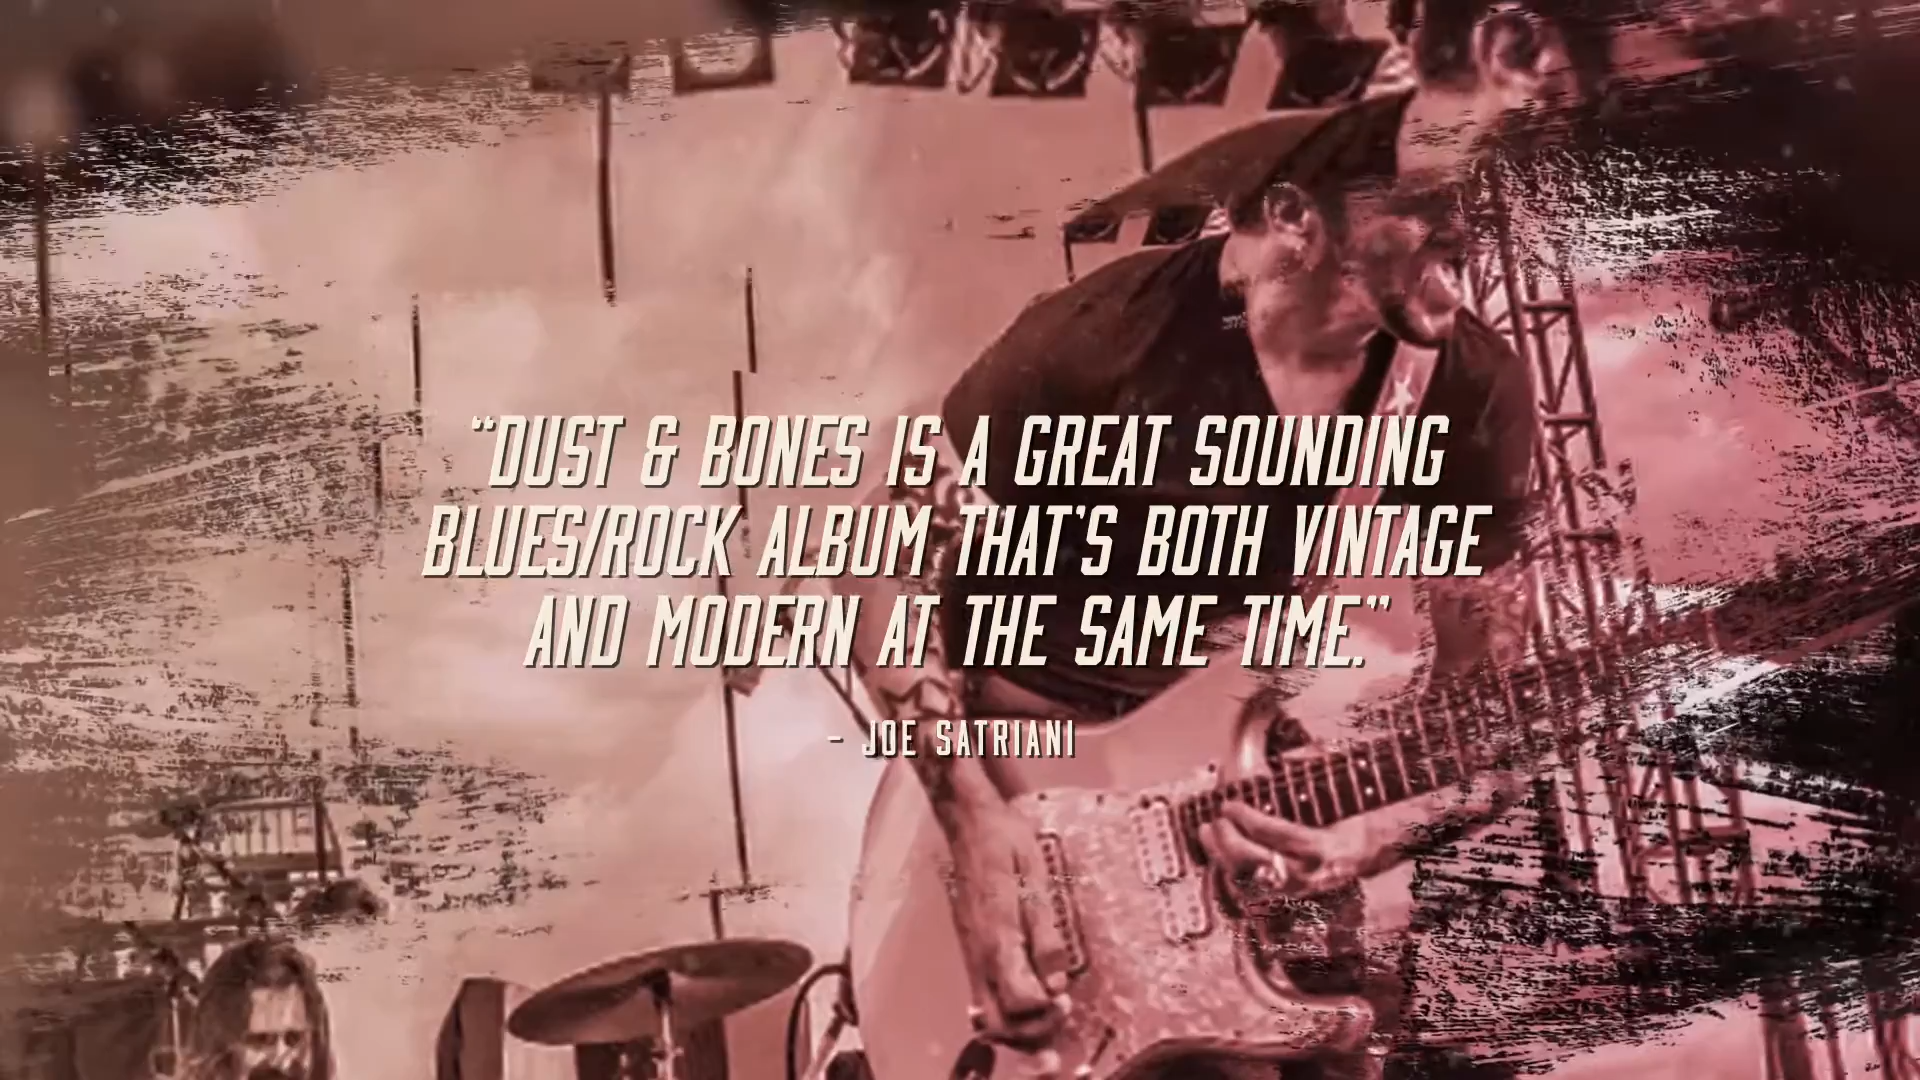 “DUST & BONES IS A GREAT SOUNDING
BLUES/ROCK ALBUM THAT'S BOTH VINTAGE
AND MODERN AT THE SAME TIME.”
- JOE SATRIANI